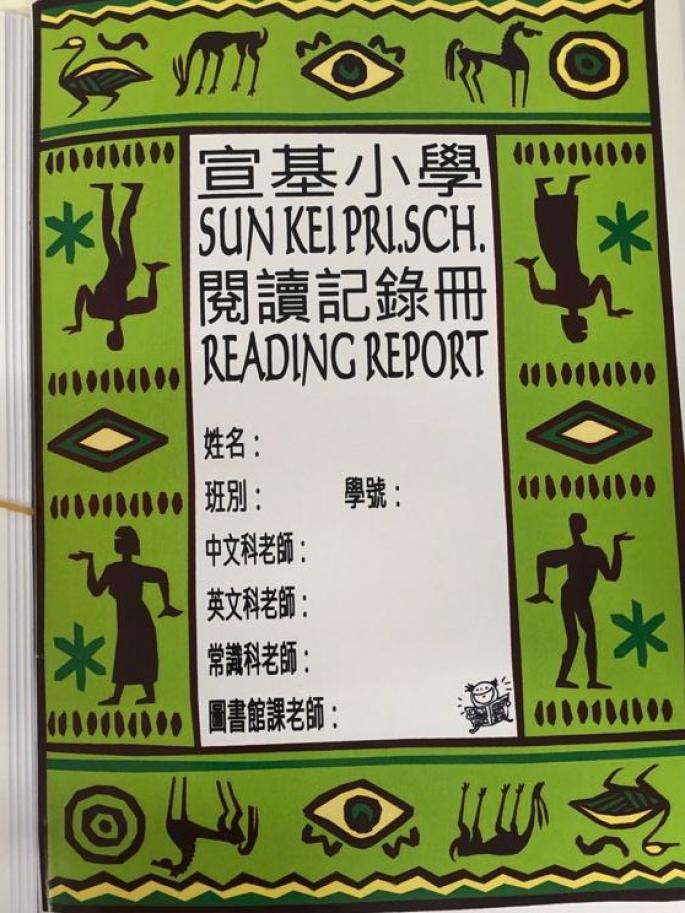 宣基小學
SUN KEI PRI.SCH.
閱讀記錄冊
READING REPORT
姓名：
班別： 學號：
中文科老師：
英文科老師：
常識科老師：
圖書館課老師：